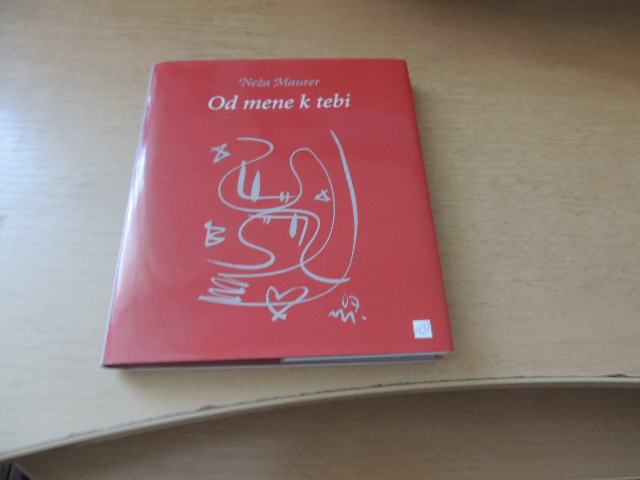 Neža Maurer
Od mene k tebi